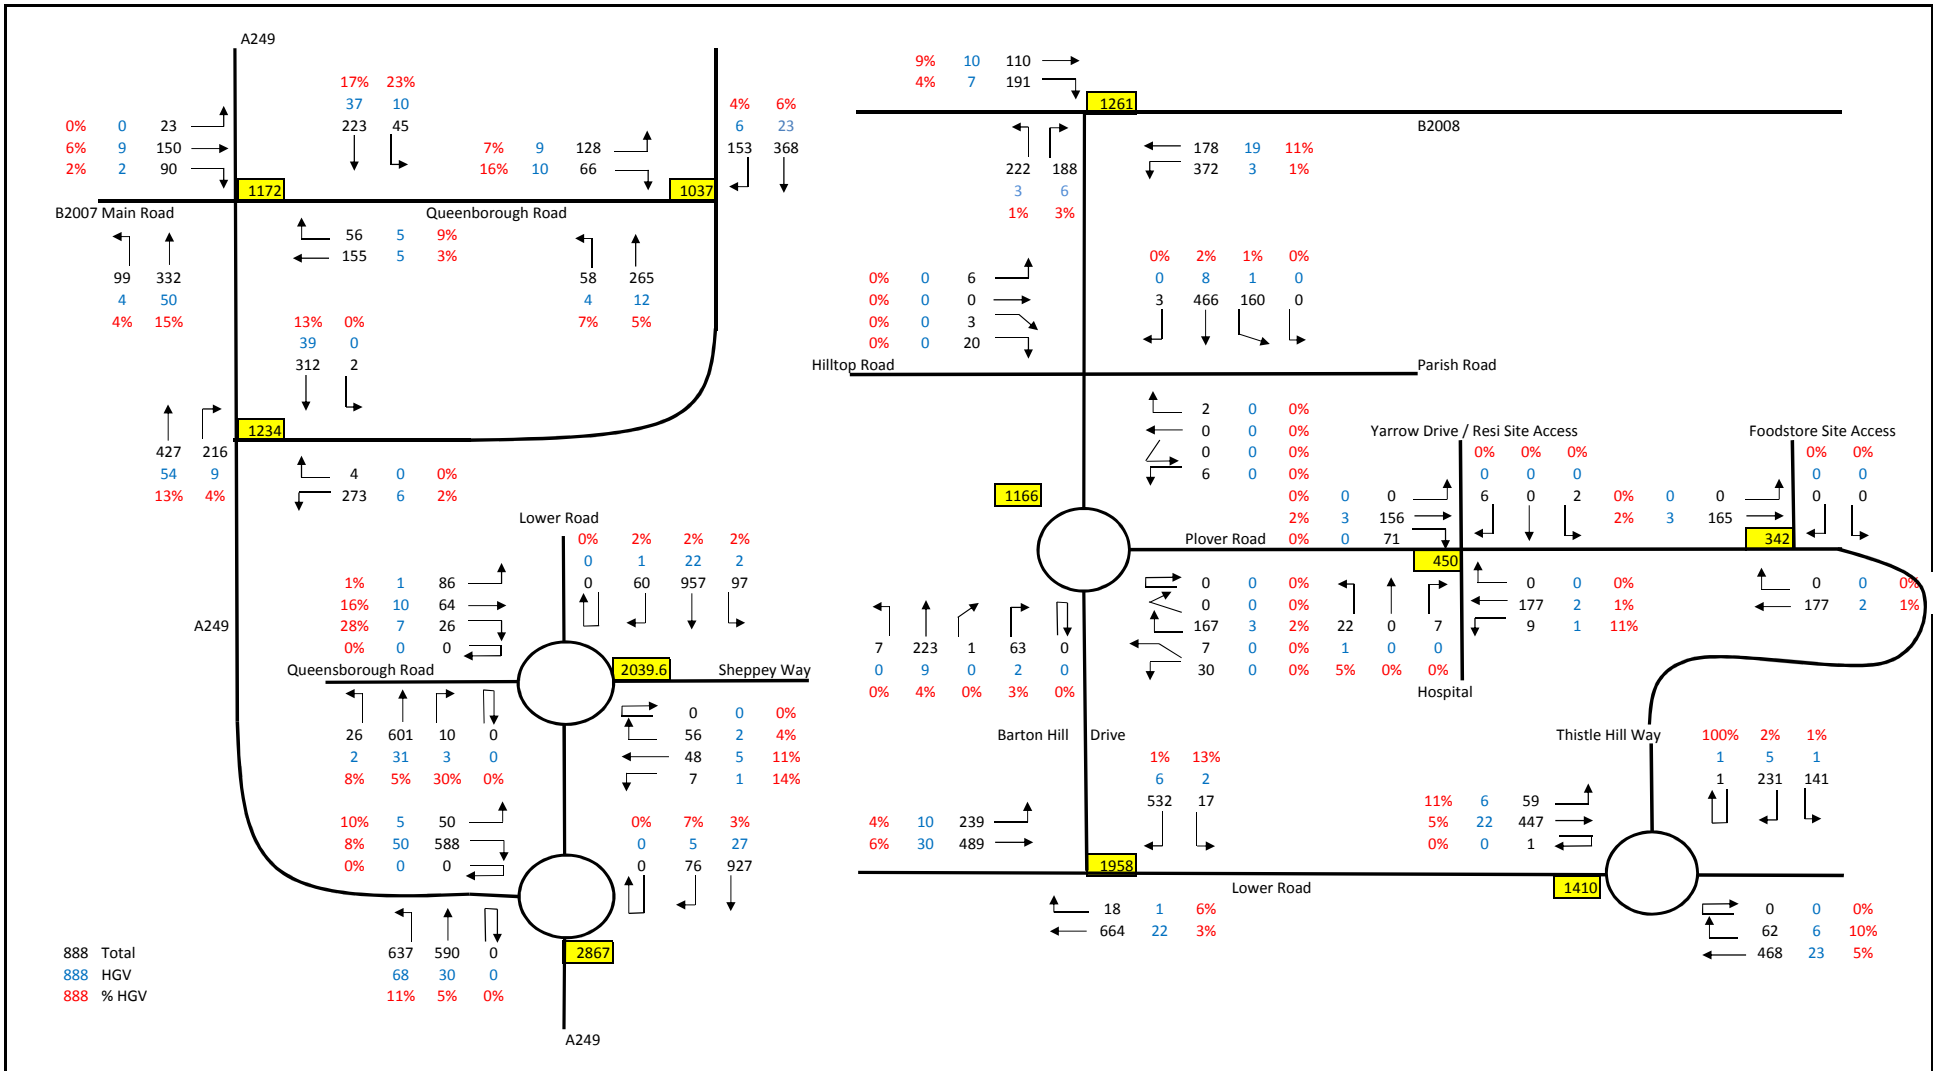 A249
17% 23%
37 10
223 45
0% 0 23
6% 9 150
2% 2 90
7% 9 128
16% 10 66
4% 6%
6 23
153 368
1172
1037
B2007 Main Road
Queenborough Road
56 5 9%
155 5 3%
99 332
4 50
4% 15%
58 265
4 12
7% 5%
13% 0%
39 0
312 2
1234
427 216
54 9
13% 4%
4 0 0%
273 6 2%
Lower Road
0% 2% 2% 2%
0 1 22 2
0 60 957 97
1% 1 86
16% 10 64
28% 7 26
0% 0 0
A249
Queensborough Road
2039.6
Sheppey Way
26 601 10 0
2 31 3 0
8% 5% 30% 0%
0 0 0%
56 2 4%
48 5 11%
7 1 14%
10% 5 50
8% 50 588
0% 0 0
0% 7% 3%
0 5 27
0 76 927
637 590 0
68 30 0
11% 5% 0%
2867
888 Total
888 HGV
888 % HGV
A249
9% 10 110
4% 7 191
1261
B2008
222 188
3 6
1% 3%
178 19 11%
372 3 1%
0% 0 6
0% 0 0
0% 0 3
0% 0 20
0% 2% 1% 0%
0 8 1 0
3 466 160 0
Hilltop Road
Parish Road
2 0 0%
0 0 0%
0 0 0%
6 0 0%
1166
Yarrow Drive / Resi Site Access
0% 0% 0%
0 0 0
6 0 2
0% 0 0
2% 3 156
0% 0 71
Foodstore Site Access
0% 0%
0 0
0 0
0% 0 0
2% 3 165
Plover Road
450
342
0 0 0%
0 0 0%
167 3 2%
7 0 0%
30 0 0%
22 0 7
1 0 0
5% 0% 0%
0 0 0%
177 2 1%
9 1 11%
0 0 0%
177 2 1%
7 223 1 63 0
0 9 0 2 0
0% 4% 0% 3% 0%
Hospital
Barton Hill Drive
1% 13%
6 2
532 17
4% 10 239
6% 30 489
1958
Lower Road
18 1 6%
664 22 3%
Thistle Hill Way
100% 2% 1%
1 5 1
1 231 141
11% 6 59
5% 22 447
0% 0 1
1410
0 0 0%
62 6 10%
468 23 5%